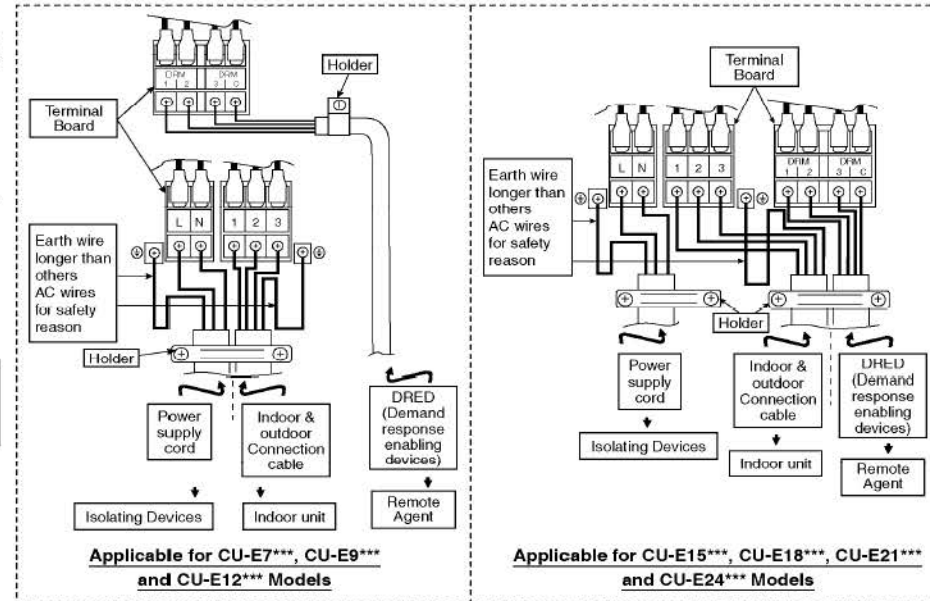 Holder
DRM DRM
1 2 3 C
Terminal
Board
L N 1 2 3
Earth wire
longer than
others
AC wires
for safety
reason
Holder
Power
supply
cord
Indoor &
outdoor
Connection
cable
DRED
(Demand
response
enabling
devices)
Isolating Devices
Indoor unit
Remote
Agent
Applicable for CU-E7***, CU-E9***
and CU-E12*** Models
Terminal
Board
L N 1 2 3
DRM DRM
1 2 3 C
Earth wire
longer than
others
AC wires
for safety
reason
Holder
Power
supply
cord
Indoor &
outdoor
Connection
cable
DRED
(Demand
response
enabling
devices)
Isolating Devices
Indoor unit
Remote
Agent
Applicable for CU-E15***, CU-E18***, CU-E21***
and CU-E24*** Models